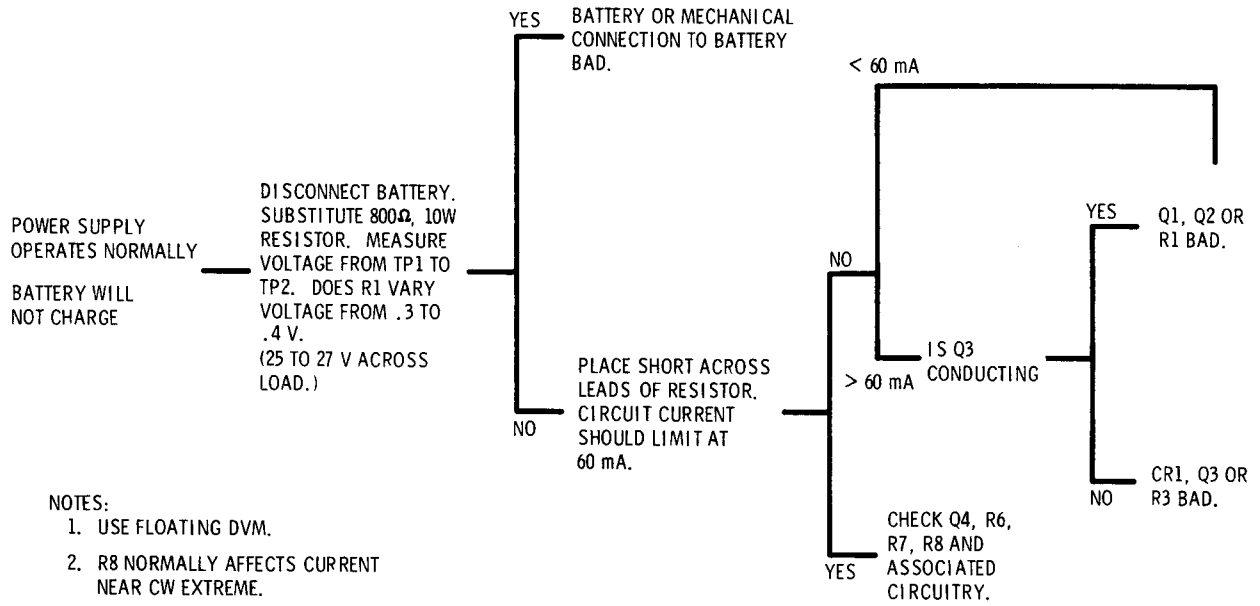 POWER SUPPLY
OPERATES NORMALLY
BATTERY WILL
NOT CHARGE
DISCONNECT BATTERY.
SUBSTITUTE 800Ω, 10W
RESISTOR. MEASURE
VOLTAGE FROM TP1 TO
TP2. DOES R1 VARY
VOLTAGE FROM .3 TO
.4 V.
(25 TO 27 V ACROSS
LOAD.)
YES
BATTERY OR MECHANICAL
CONNECTION TO BATTERY
BAD.
NO
PLACE SHORT ACROSS
LEADS OF RESISTOR.
CIRCUIT CURRENT
SHOULD LIMIT AT
60 mA.
NO
< 60 mA
> 60 mA
IS Q3
CONDUCTING
YES
Q1, Q2 OR
R1 BAD.
NO
CR1, Q3 OR
R3 BAD.
YES
CHECK Q4, R6,
R7, R8 AND
ASSOCIATED
CIRCUITRY.
NOTES:
1. USE FLOATING DVM.
2. R8 NORMALLY AFFECTS CURRENT
NEAR CW EXTREME.